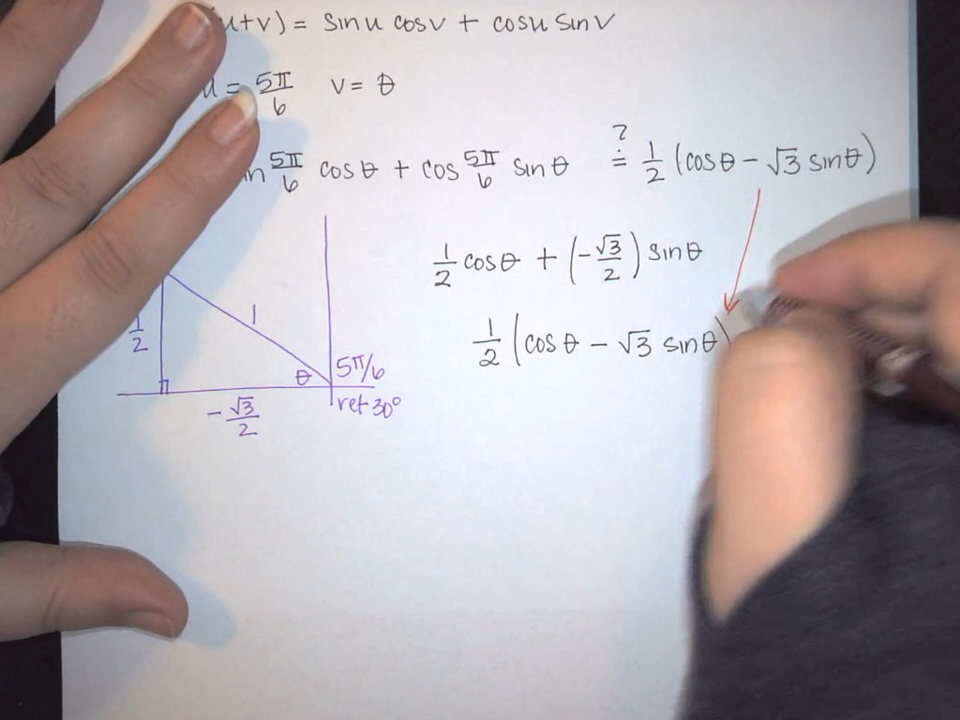 u+v) = sin u cos v + cos u sin v
u = 5π/6 v = θ
n 5π/6 cos θ + cos 5π/6 sin θ ≟ 1/2 (cos θ − √3 sin θ)
1/2 cos θ + (−√3/2) sin θ
1/2 (cos θ − √3 sin θ)
1
1/2
θ 5π/6
−√3/2
ref 30°